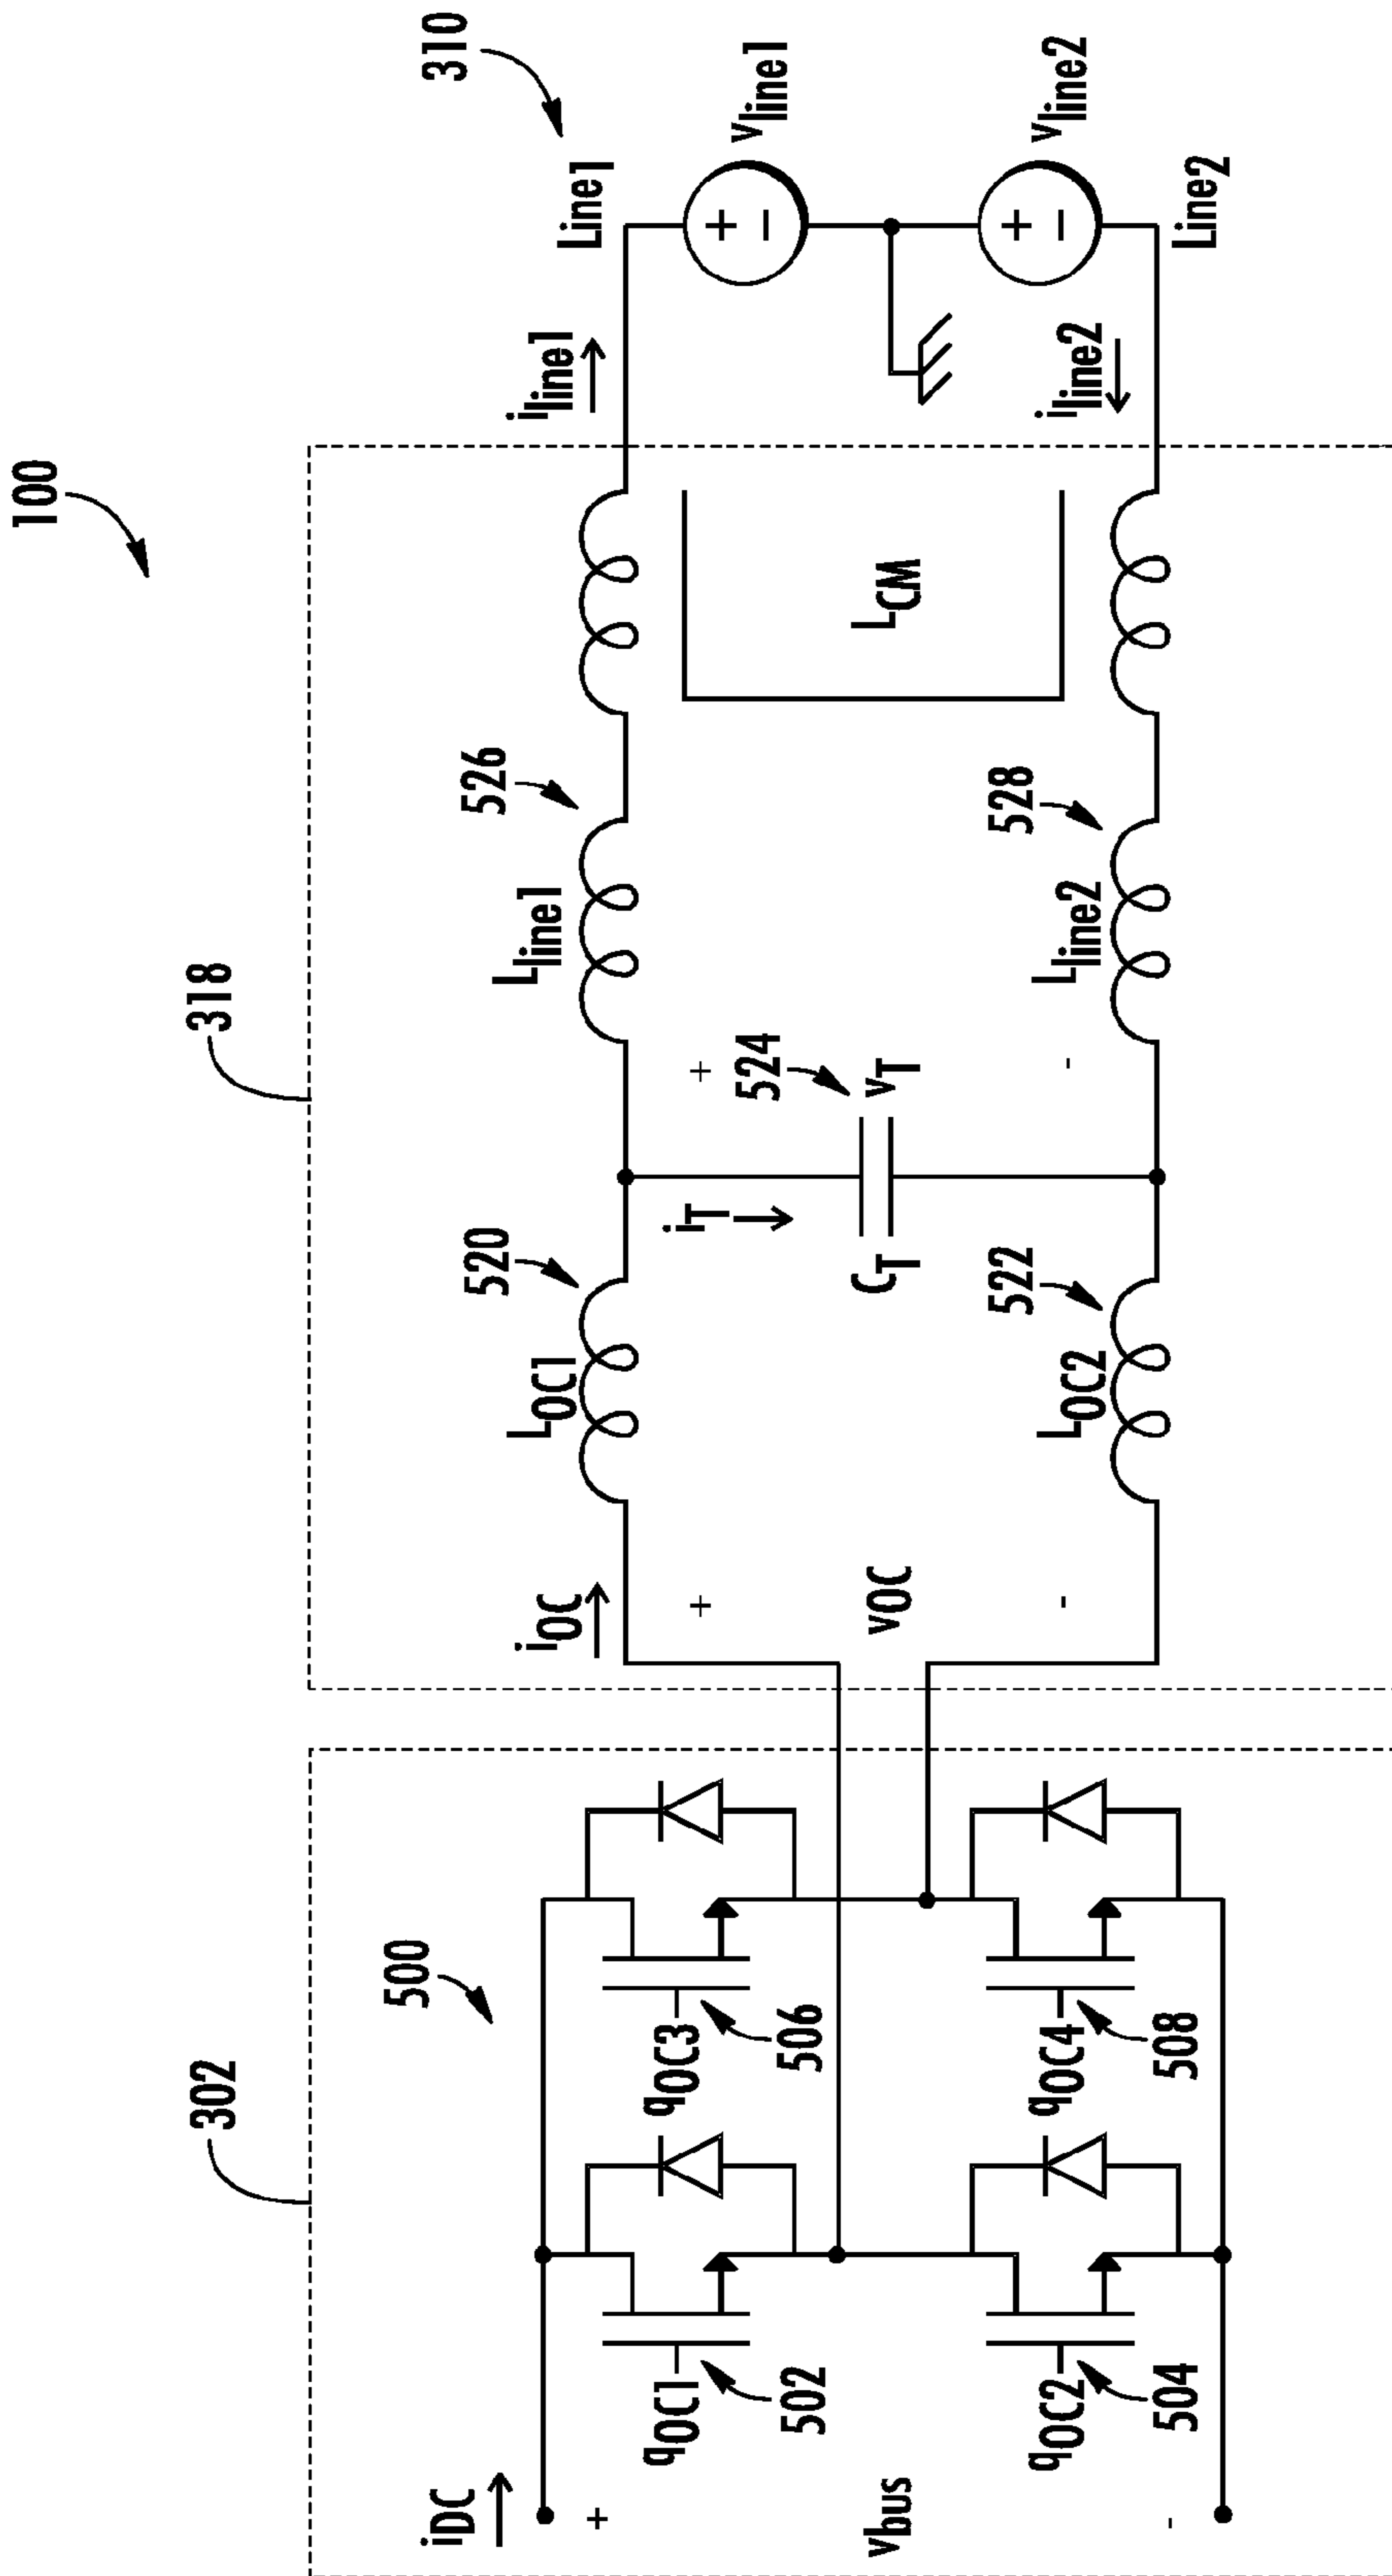 100
302
318
310
500
iDC
+
vbus
-
qOC1
502
qOC2
504
qOC3
506
qOC4
508
iOC
+
vOC
-
LOC1
520
LOC2
522
iT
CT
524
+
vT
-
Lline1
526
Lline2
528
LCM
iline1
iline2
Line1
+
-
vline1
+
-
vline2
Line2